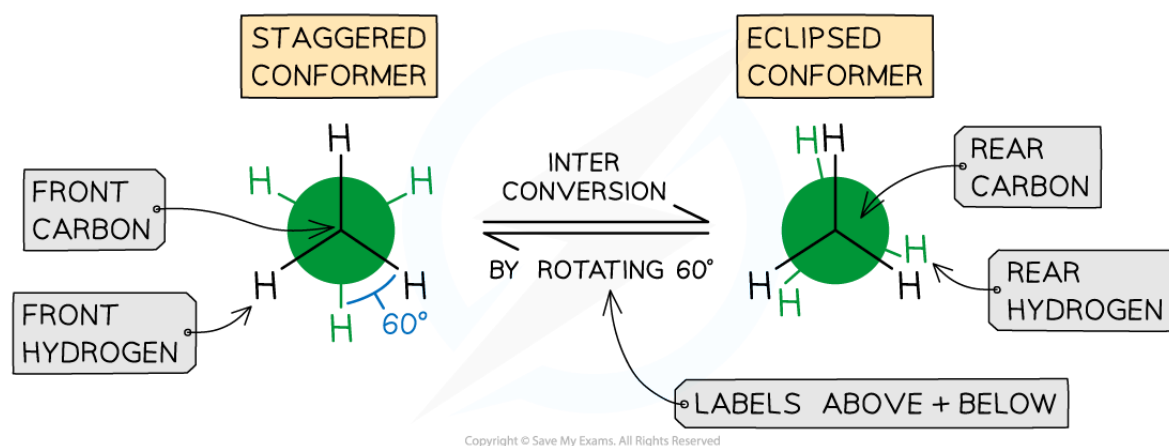 STAGGERED
CONFORMER
ECLIPSED
CONFORMER
H
H
H
H
H
H
60°
FRONT
CARBON
FRONT
HYDROGEN
INTER
CONVERSION
BY ROTATING 60°
H
H
H
H
H
H
REAR
CARBON
REAR
HYDROGEN
LABELS ABOVE + BELOW
Copyright © Save My Exams. All Rights Reserved